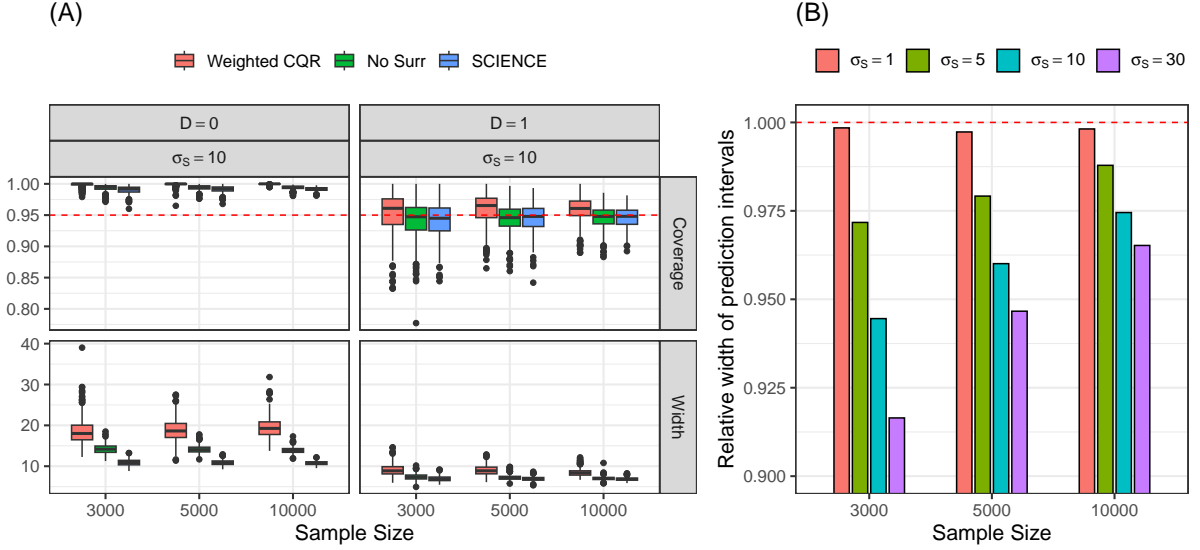 (A)
Weighted CQR No Surr SCIENCE
D = 0 D = 1
σS = 10 σS = 10
1.00
0.95
0.90
0.85
0.80
Coverage
40
30
20
10
Width
3000 5000 10000 3000 5000 10000
Sample Size
(B)
σS = 1 σS = 5 σS = 10 σS = 30
Relative width of prediction intervals
1.000
0.975
0.950
0.925
0.900
3000 5000 10000
Sample Size